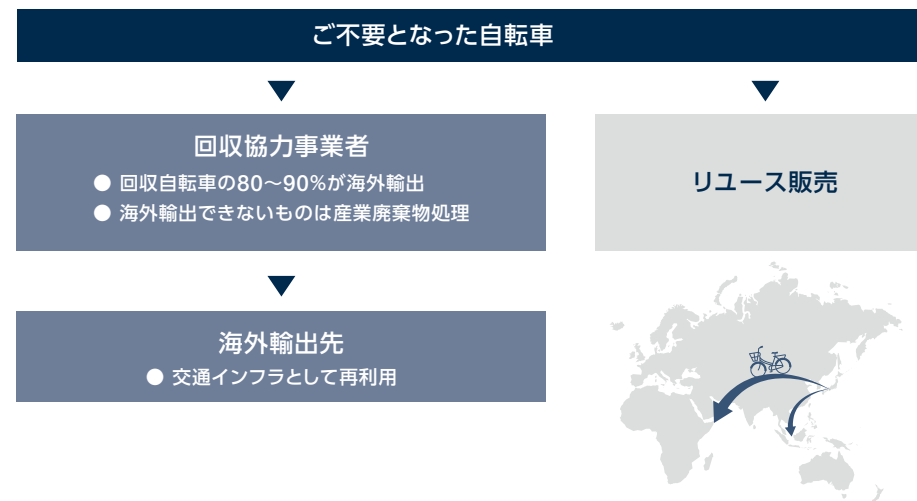 ご不要となった自転車
回収協力事業者
● 回収自転車の80〜90%が海外輸出
● 海外輸出できないものは産業廃棄物処理
リユース販売
海外輸出先
● 交通インフラとして再利用